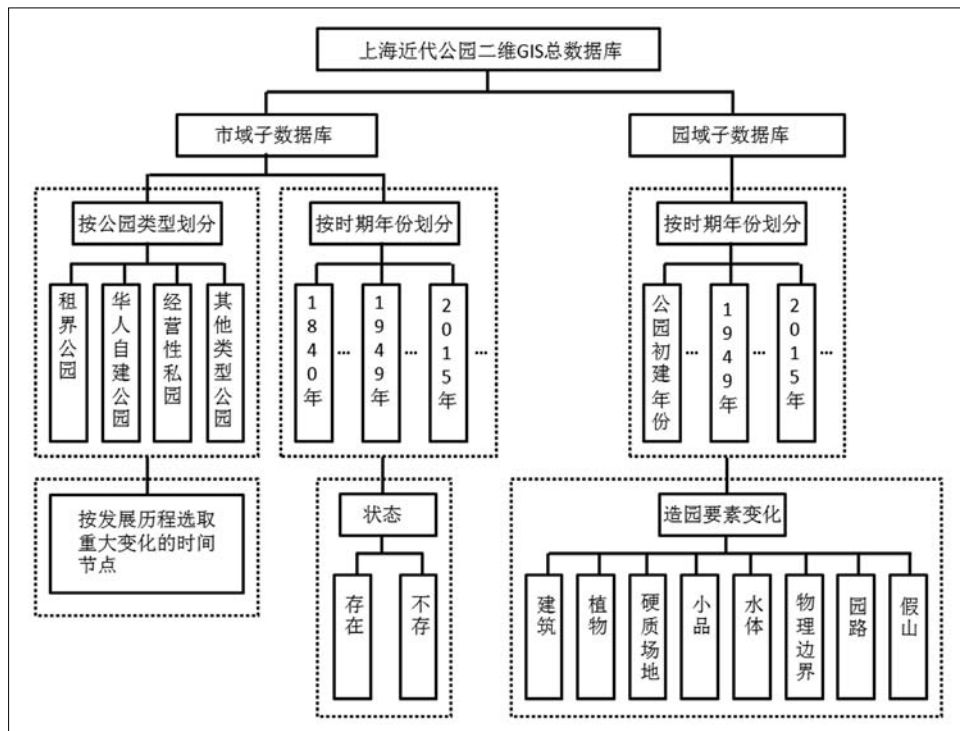 上海近代公园二维GIS总数据库
市域子数据库
园域子数据库
按公园类型划分
按时期年份划分
按时期年份划分
租界公园
华人自建公园
经营性私园
其他类型公园
1840年
...
1949年
...
2015年
...
公园初建年份
...
1949年
...
2015年
...
按发展历程选取
重大变化的时间
节点
状态
存在
不存
造园要素变化
建筑
植物
硬质场地
小品
水体
物理边界
园路
假山